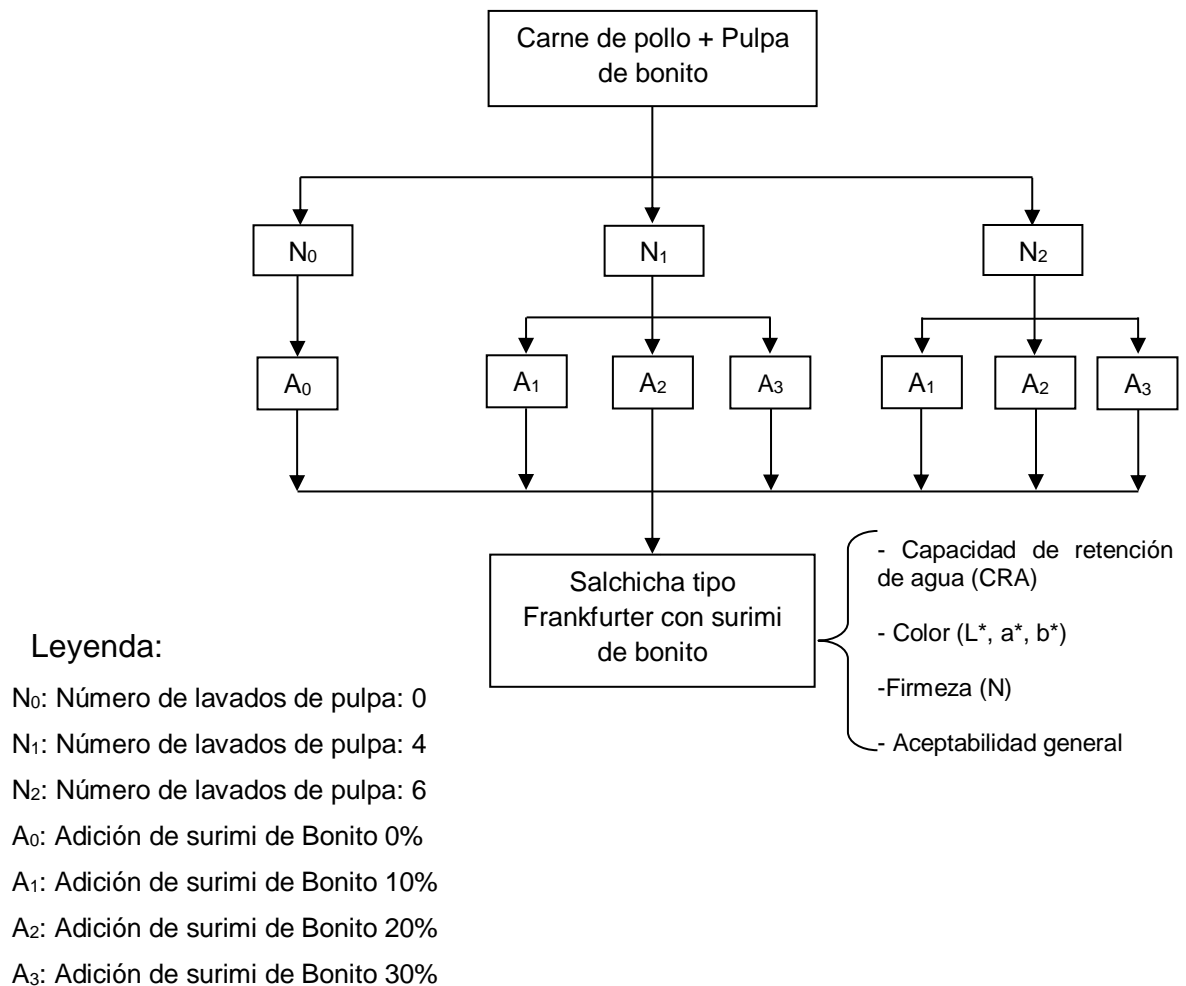 Carne de pollo + Pulpa
de bonito
N₀
N₁
N₂
A₀
A₁
A₂
A₃
A₁
A₂
A₃
Salchicha tipo
Frankfurter con surimi
de bonito
- Capacidad de retención
de agua (CRA)
- Color (L*, a*, b*)
-Firmeza (N)
- Aceptabilidad general
Leyenda:
N₀: Número de lavados de pulpa: 0
N₁: Número de lavados de pulpa: 4
N₂: Número de lavados de pulpa: 6
A₀: Adición de surimi de Bonito 0%
A₁: Adición de surimi de Bonito 10%
A₂: Adición de surimi de Bonito 20%
A₃: Adición de surimi de Bonito 30%